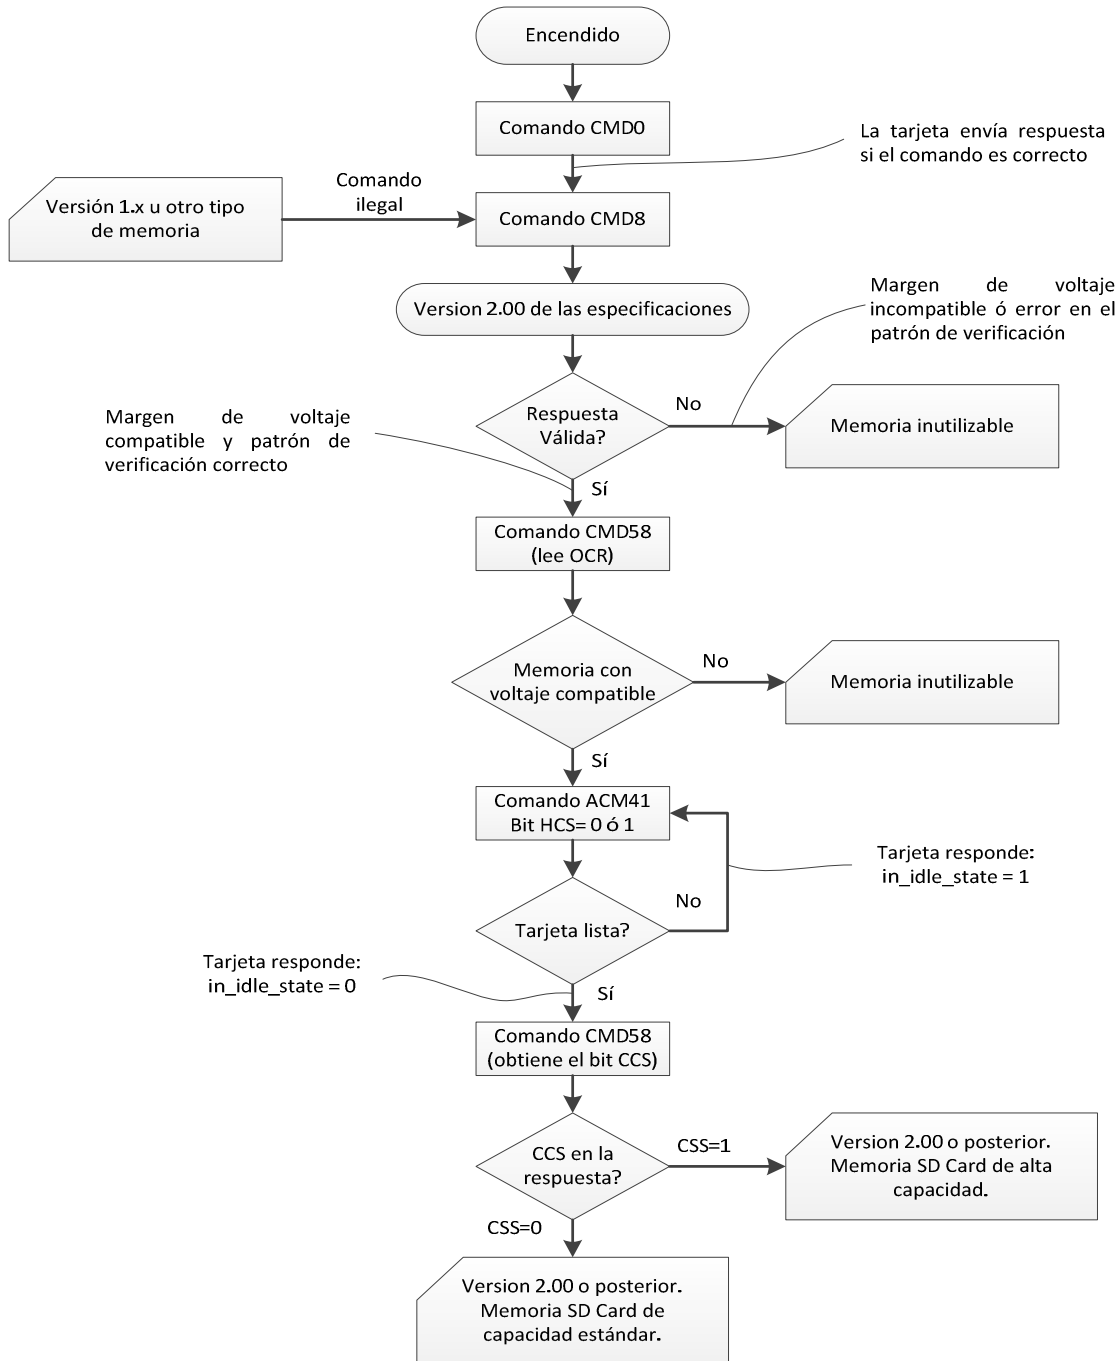 Encendido
Comando CMD0
La tarjeta envía respuesta
si el comando es correcto
Comando
ilegal
Versión 1.x u otro tipo
de memoria
Comando CMD8
Version 2.00 de las especificaciones
Margen de voltaje
incompatible ó error en el
patrón de verificación
Respuesta
Válida?
No
Memoria inutilizable
Margen de voltaje
compatible y patrón de
verificación correcto
Sí
Comando CMD58
(lee OCR)
Memoria con
voltaje compatible
No
Memoria inutilizable
Sí
Comando ACM41
Bit HCS= 0 ó 1
Tarjeta responde:
in_idle_state = 1
No
Tarjeta lista?
Tarjeta responde:
in_idle_state = 0
Sí
Comando CMD58
(obtiene el bit CCS)
CCS en la
respuesta?
CSS=1
Version 2.00 o posterior.
Memoria SD Card de alta
capacidad.
CSS=0
Version 2.00 o posterior.
Memoria SD Card de
capacidad estándar.